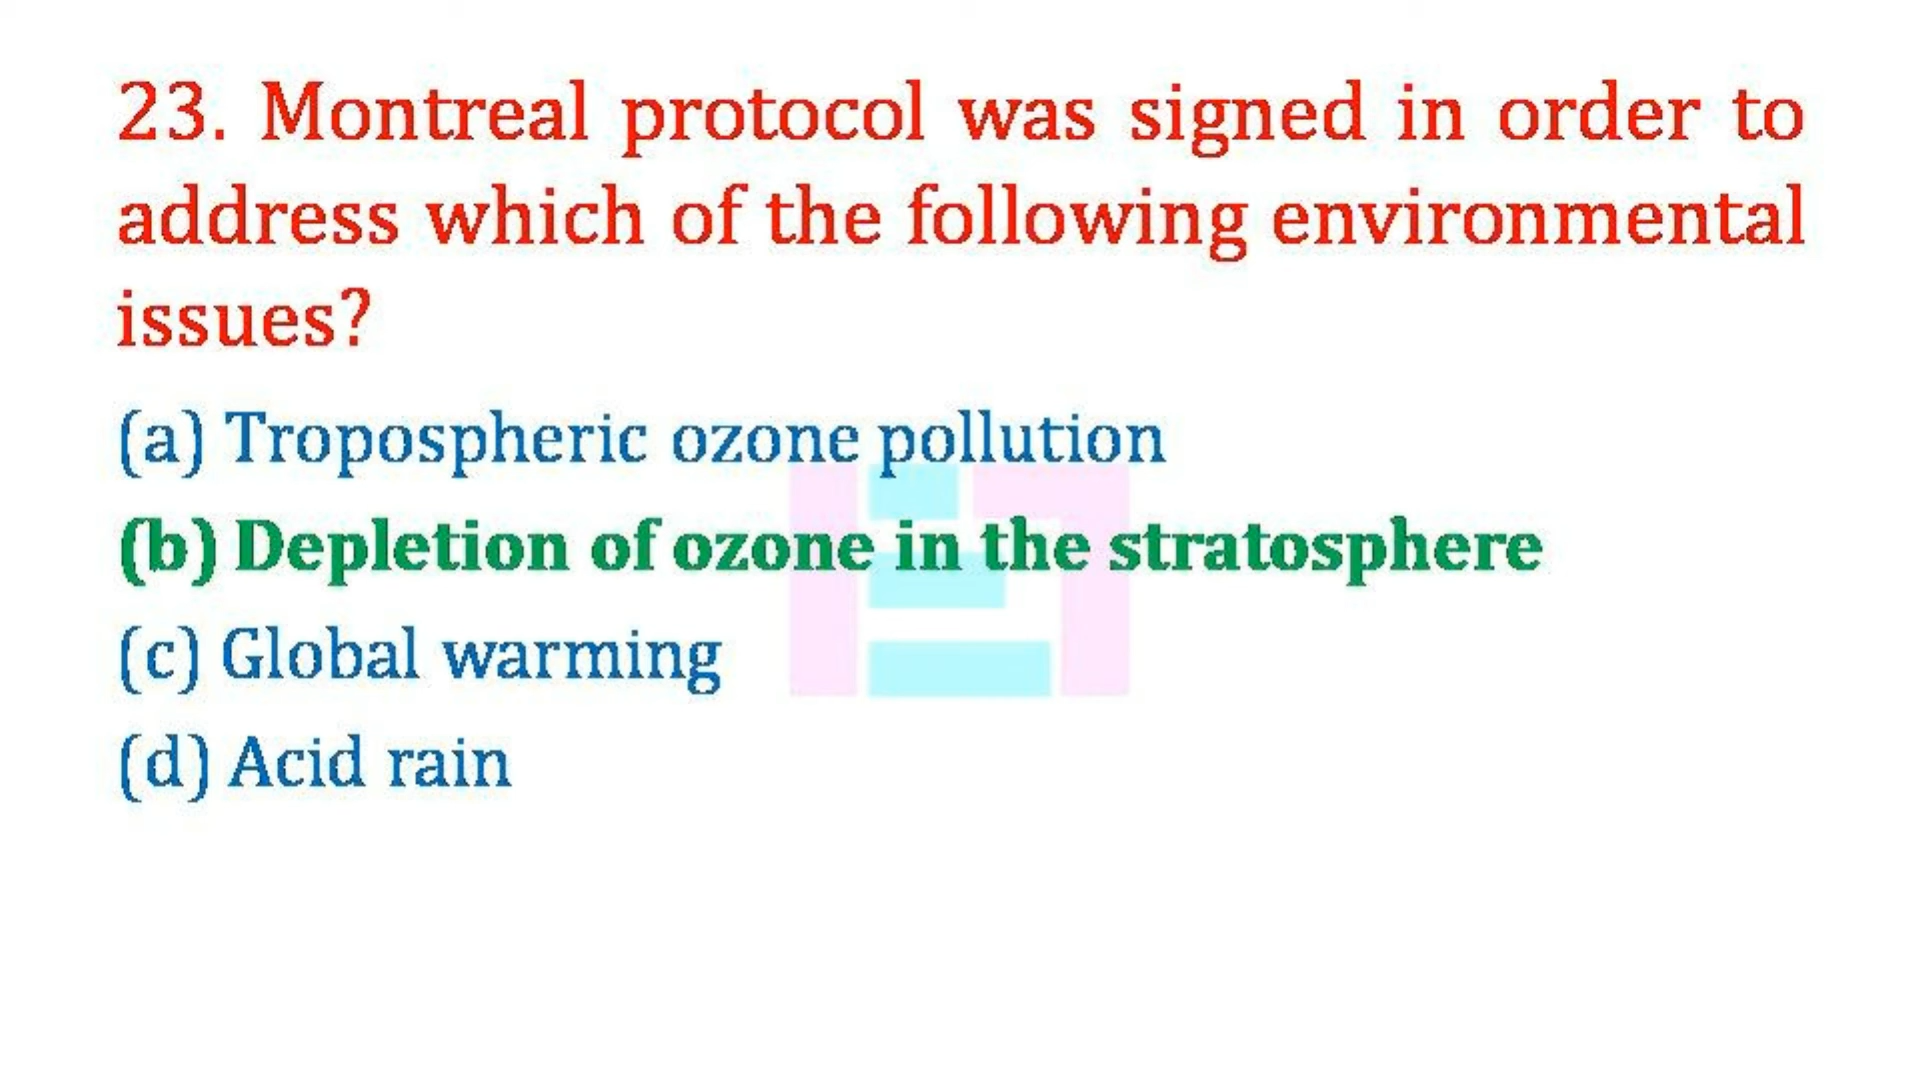 23. Montreal protocol was signed in order to
address which of the following environmental
issues?
(a) Tropospheric ozone pollution
(b) Depletion of ozone in the stratosphere
(c) Global warming
(d) Acid rain